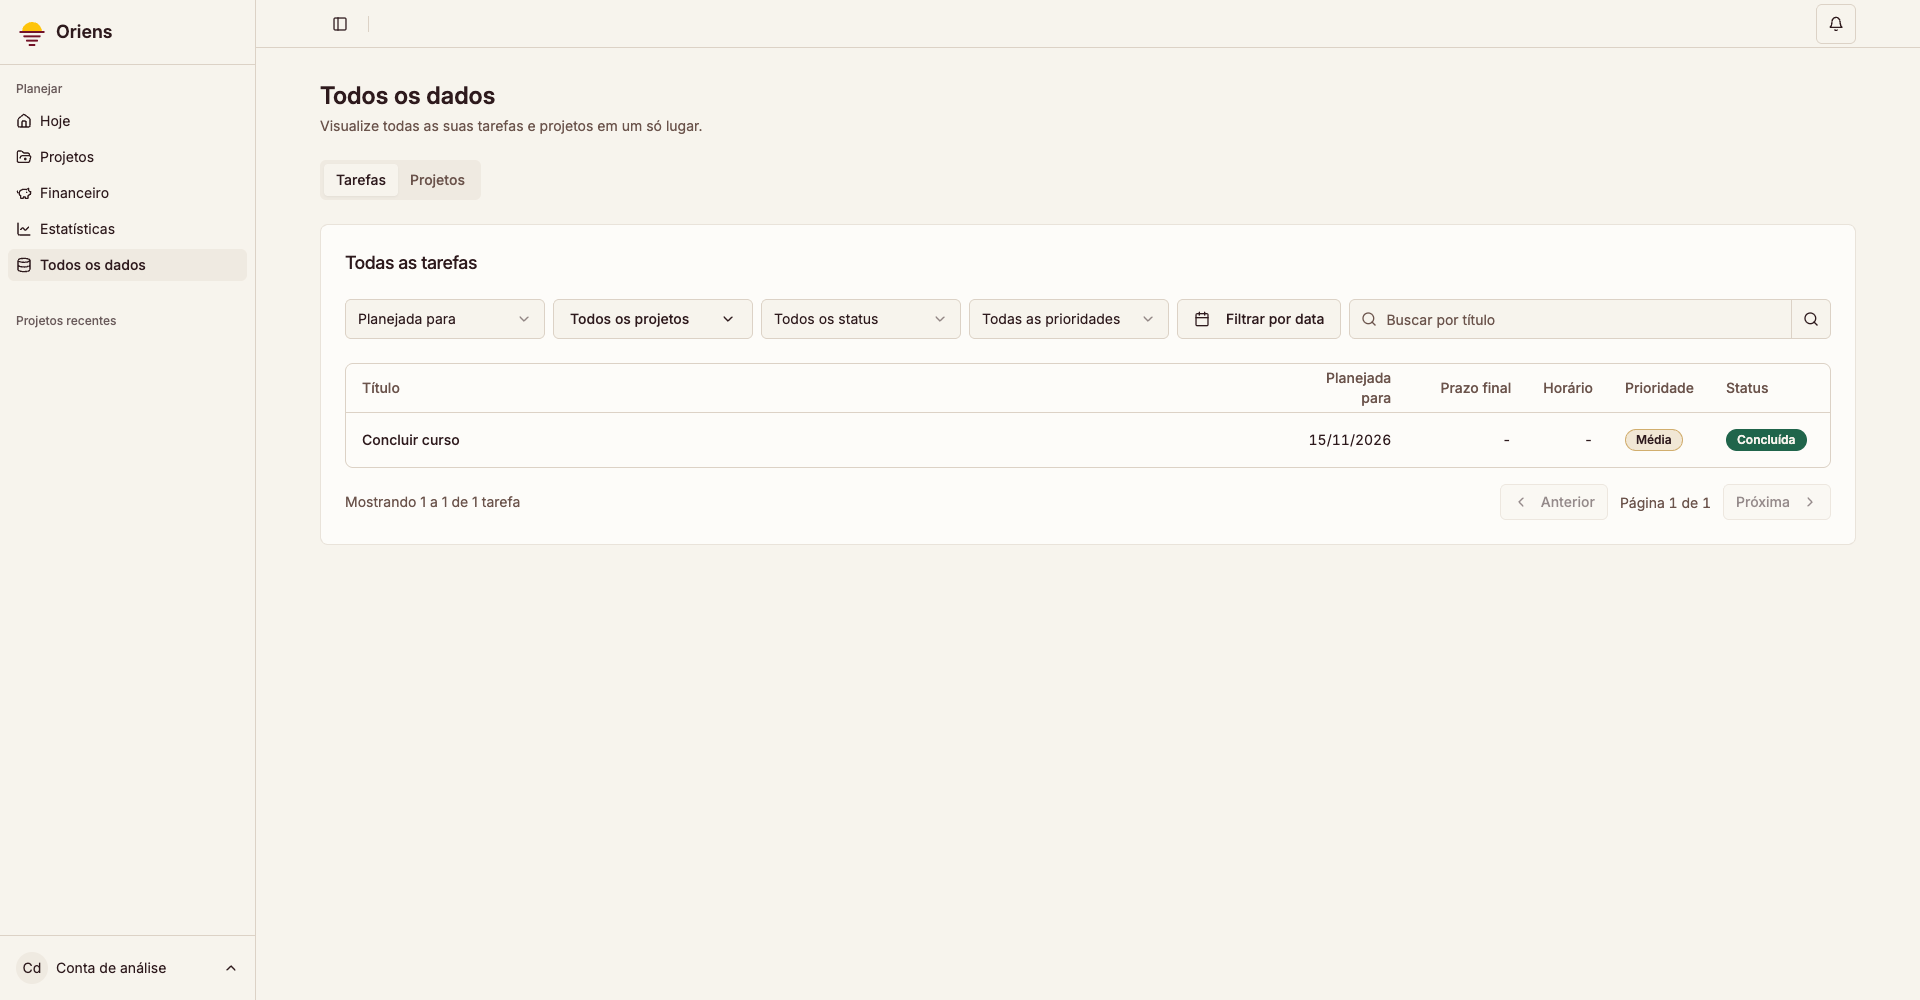 Oriens
Planejar
Hoje
Projetos
Financeiro
Estatísticas
Todos os dados
Projetos recentes
Cd
Conta de análise
Todos os dados
Visualize todas as suas tarefas e projetos em um só lugar.
Tarefas
Projetos
Todas as tarefas
Planejada para
Todos os projetos
Todos os status
Todas as prioridades
Filtrar por data
Buscar por título
Título
Planejada
para
Prazo final
Horário
Prioridade
Status
Concluir curso
15/11/2026
-
-
Média
Concluída
Mostrando 1 a 1 de 1 tarefa
Anterior
Página 1 de 1
Próxima